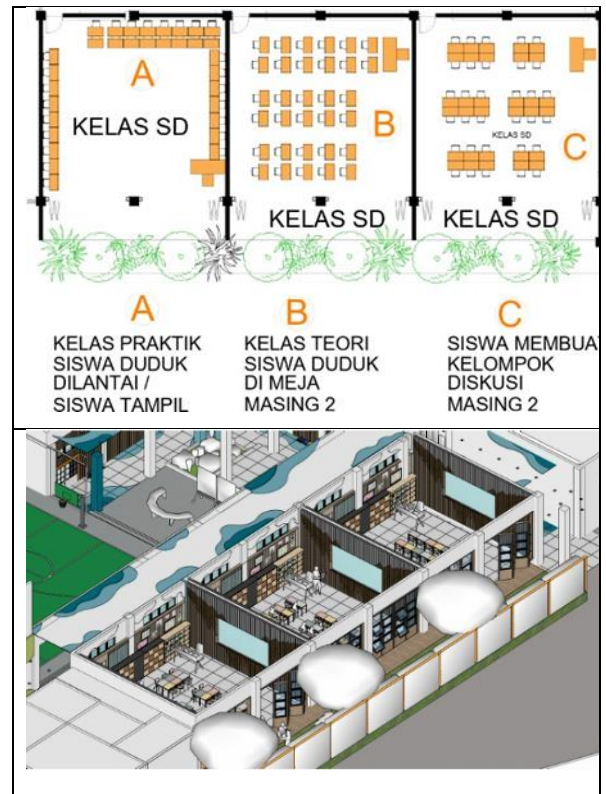 A
KELAS SD
B
KELAS SD
KELAS SD
C
KELAS SD
W
W
W
W
A
KELAS PRAKTIK
SISWA DUDUK
DILANTAI /
SISWA TAMPIL
B
KELAS TEORI
SISWA DUDUK
DI MEJA
MASING 2
C
SISWA MEMBUA
KELOMPOK
DISKUSI
MASING 2